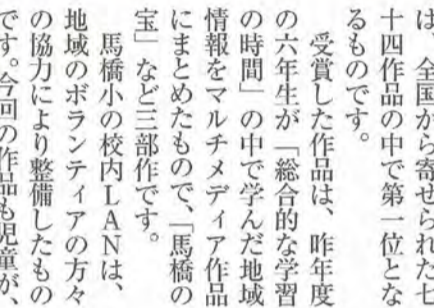 は、全国から寄せられた七
十四作品の中で第一位とな
るものです。
受賞した作品は、昨年度
の六年生が「総合的な学習
の時間」の中で学んだ地域
情報をマルチメディア作品
にまとめたもので、「馬橋の
宝」など三部作です。
馬橋小の校内LANは、
地域のボランティアの方々
の協力により整備したもの
です。今回の作品も児童が、